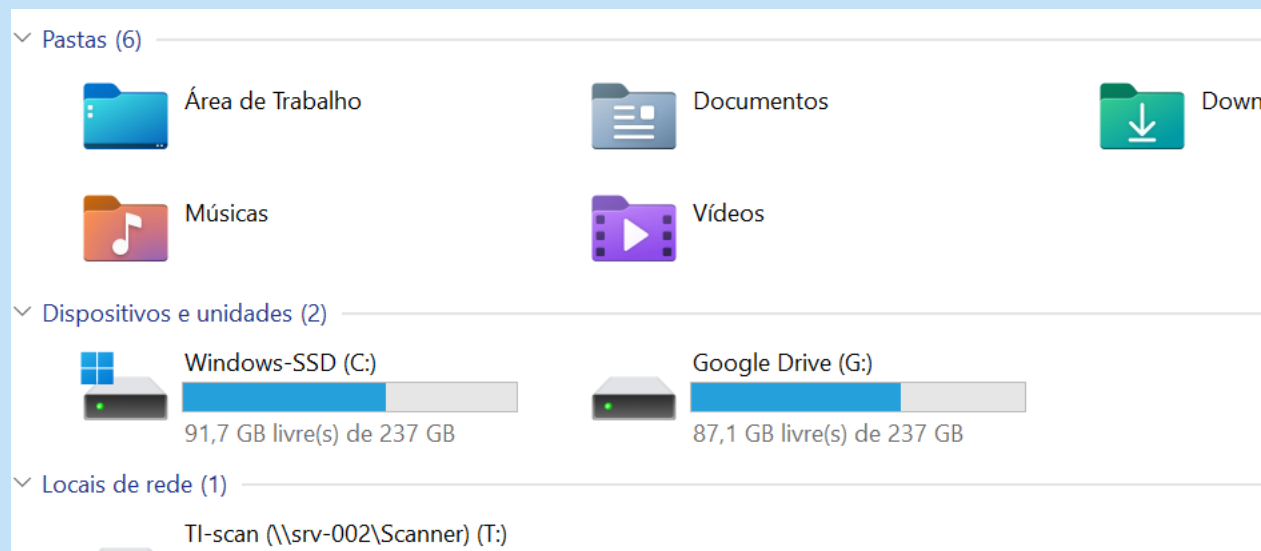 Pastas (6)
Área de Trabalho
Documentos
Músicas
Vídeos
Dispositivos e unidades (2)
Windows-SSD (C:)
Google Drive (G:)
91,7 GB livre(s) de 237 GB
87,1 GB livre(s) de 237 GB
Locais de rede (1)
TI-scan (\\srv-002\Scanner) (T:)